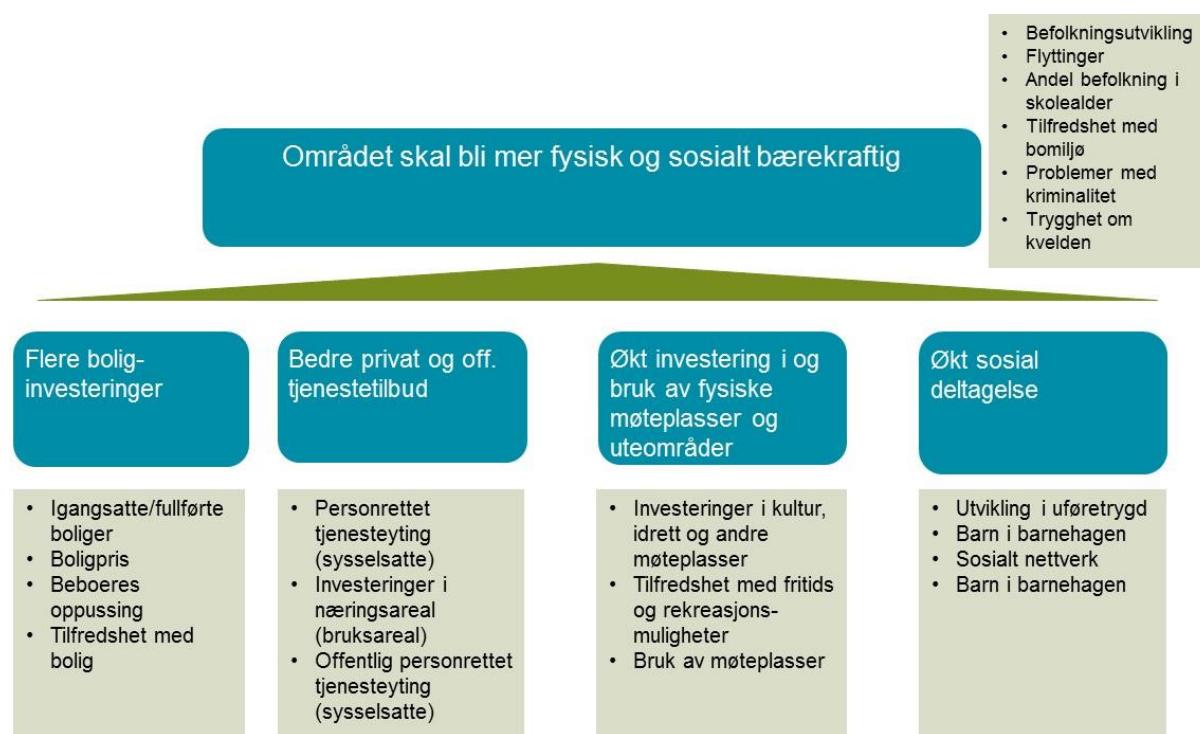 • Befolkningsutvikling
• Flyttinger
• Andel befolkning i
skolealder
• Tilfredshet med
bomiljø
• Problemer med
kriminalitet
• Trygghet om
kvelden
Området skal bli mer fysisk og sosialt bærekraftig
Flere bolig-
investeringer
• Igangsatte/fullførte
boliger
• Boligpris
• Beboeres
oppussing
• Tilfredshet med
bolig
Bedre privat og off.
tjenestetilbud
• Personrettet
tjenesteyting
(sysselsatte)
• Investeringer i
næringsareal
(bruksareal)
• Offentlig personrettet
tjenesteyting
(sysselsatte)
Økt investering i og
bruk av fysiske
møteplasser og
uteområder
• Investeringer i kultur,
idrett og andre
møteplasser
• Tilfredshet med fritids
og rekreasjons-
muligheter
• Bruk av møteplasser
Økt sosial
deltagelse
• Utvikling i uføretrygd
• Barn i barnehagen
• Sosialt nettverk
• Barn i barnehagen